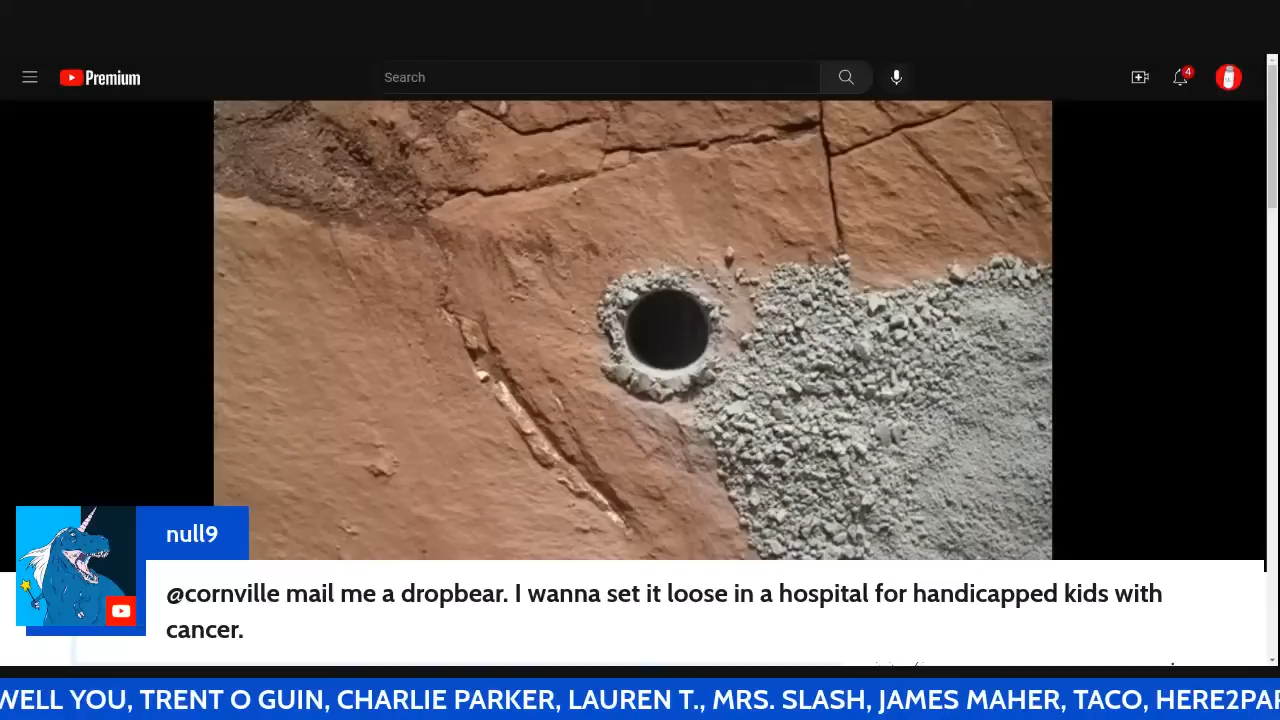 Premium
Search
4
null9
@cornville mail me a dropbear. I wanna set it loose in a hospital for handicapped kids with
cancer.
WELL YOU, TRENT O GUIN, CHARLIE PARKER, LAUREN T., MRS. SLASH, JAMES MAHER, TACO, HERE2PAR